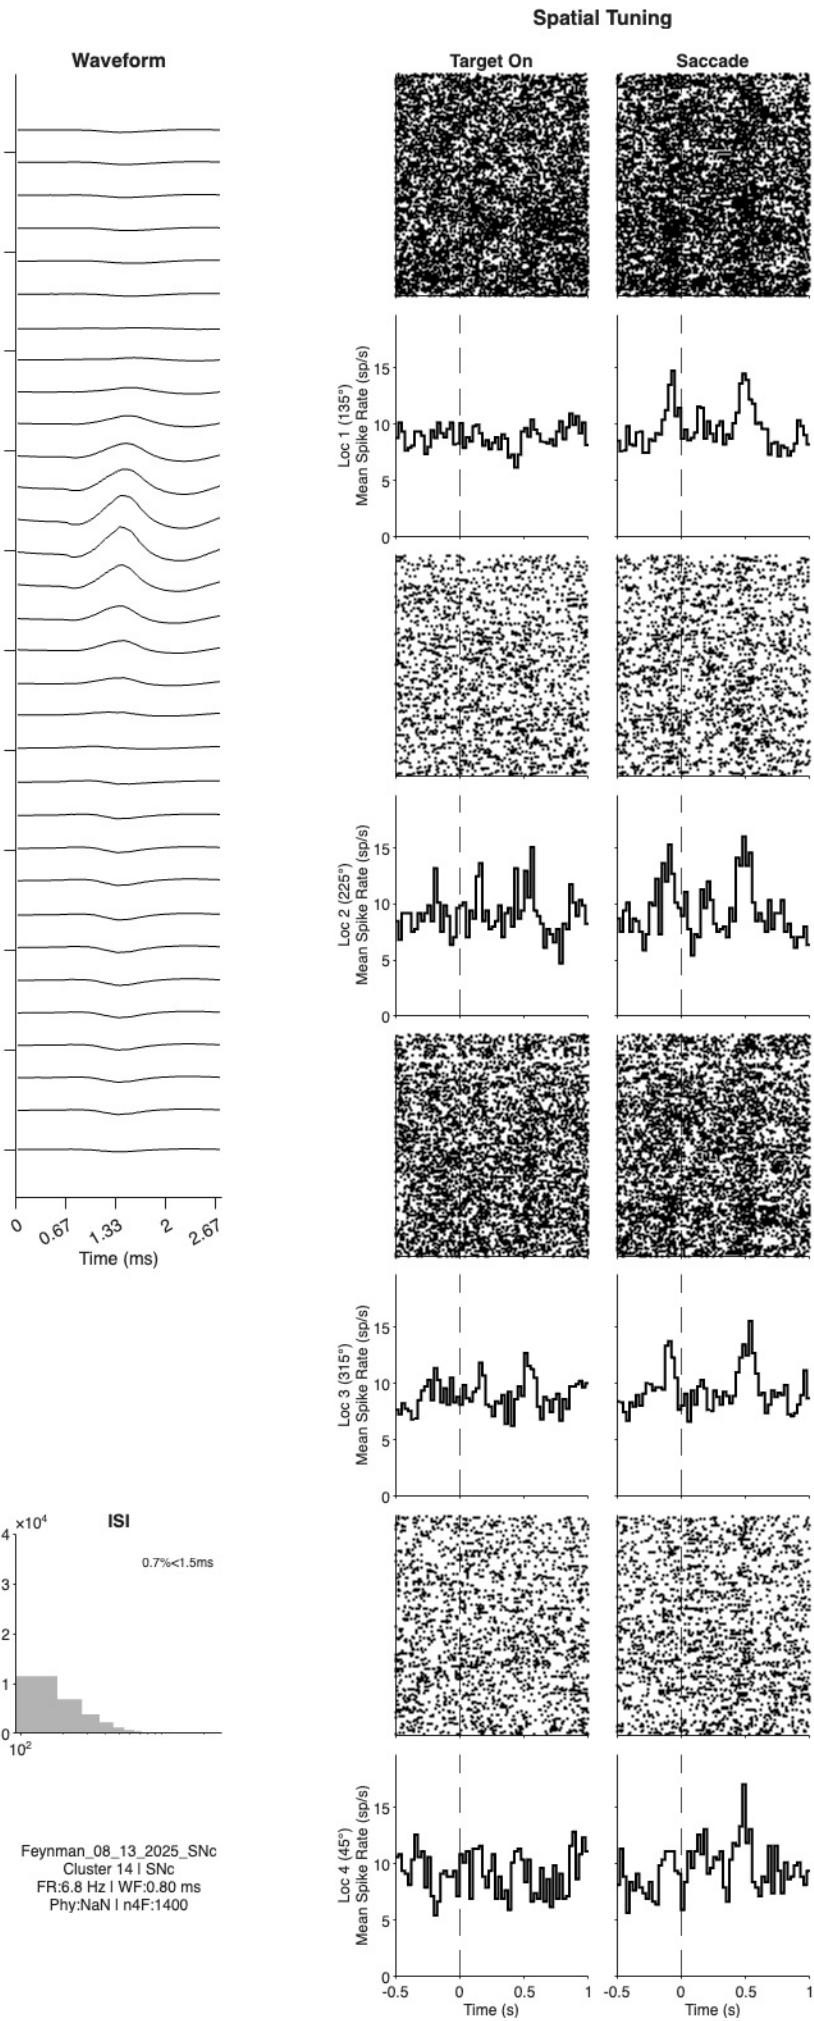 Spatial Tuning
Waveform
Target On
Saccade
15
10
5
0
Loc 1 (135°)
Mean Spike Rate (sp/s)
15
10
5
0
Loc 2 (225°)
Mean Spike Rate (sp/s)
0
0.67
1.33
2
2.67
Time (ms)
15
10
5
0
Loc 3 (315°)
Mean Spike Rate (sp/s)
×10⁴
ISI
0.7%<1.5ms
4
3
2
1
0
10²
15
10
5
0
Loc 4 (45°)
Mean Spike Rate (sp/s)
Feynman_08_13_2025_SNc
Cluster 14 | SNc
FR:6.8 Hz | WF:0.80 ms
Phy:NaN | n4F:1400
-0.5 0 0.5 1
Time (s)
-0.5 0 0.5 1
Time (s)